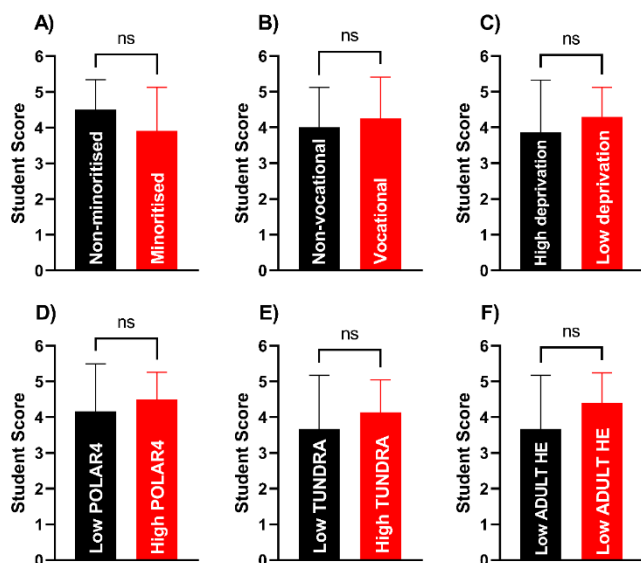 A)
ns
6
5
4
3
2
1
0
Student Score
Non-minoritised
Minoritised
B)
ns
6
5
4
3
2
1
0
Student Score
Non-vocational
Vocational
C)
ns
6
5
4
3
2
1
0
Student Score
High deprivation
Low deprivation
D)
ns
6
5
4
3
2
1
0
Student Score
Low POLAR4
High POLAR4
E)
ns
6
5
4
3
2
1
0
Student Score
Low TUNDRA
High TUNDRA
F)
ns
6
5
4
3
2
1
0
Student Score
Low ADULT HE
Low ADULT HE